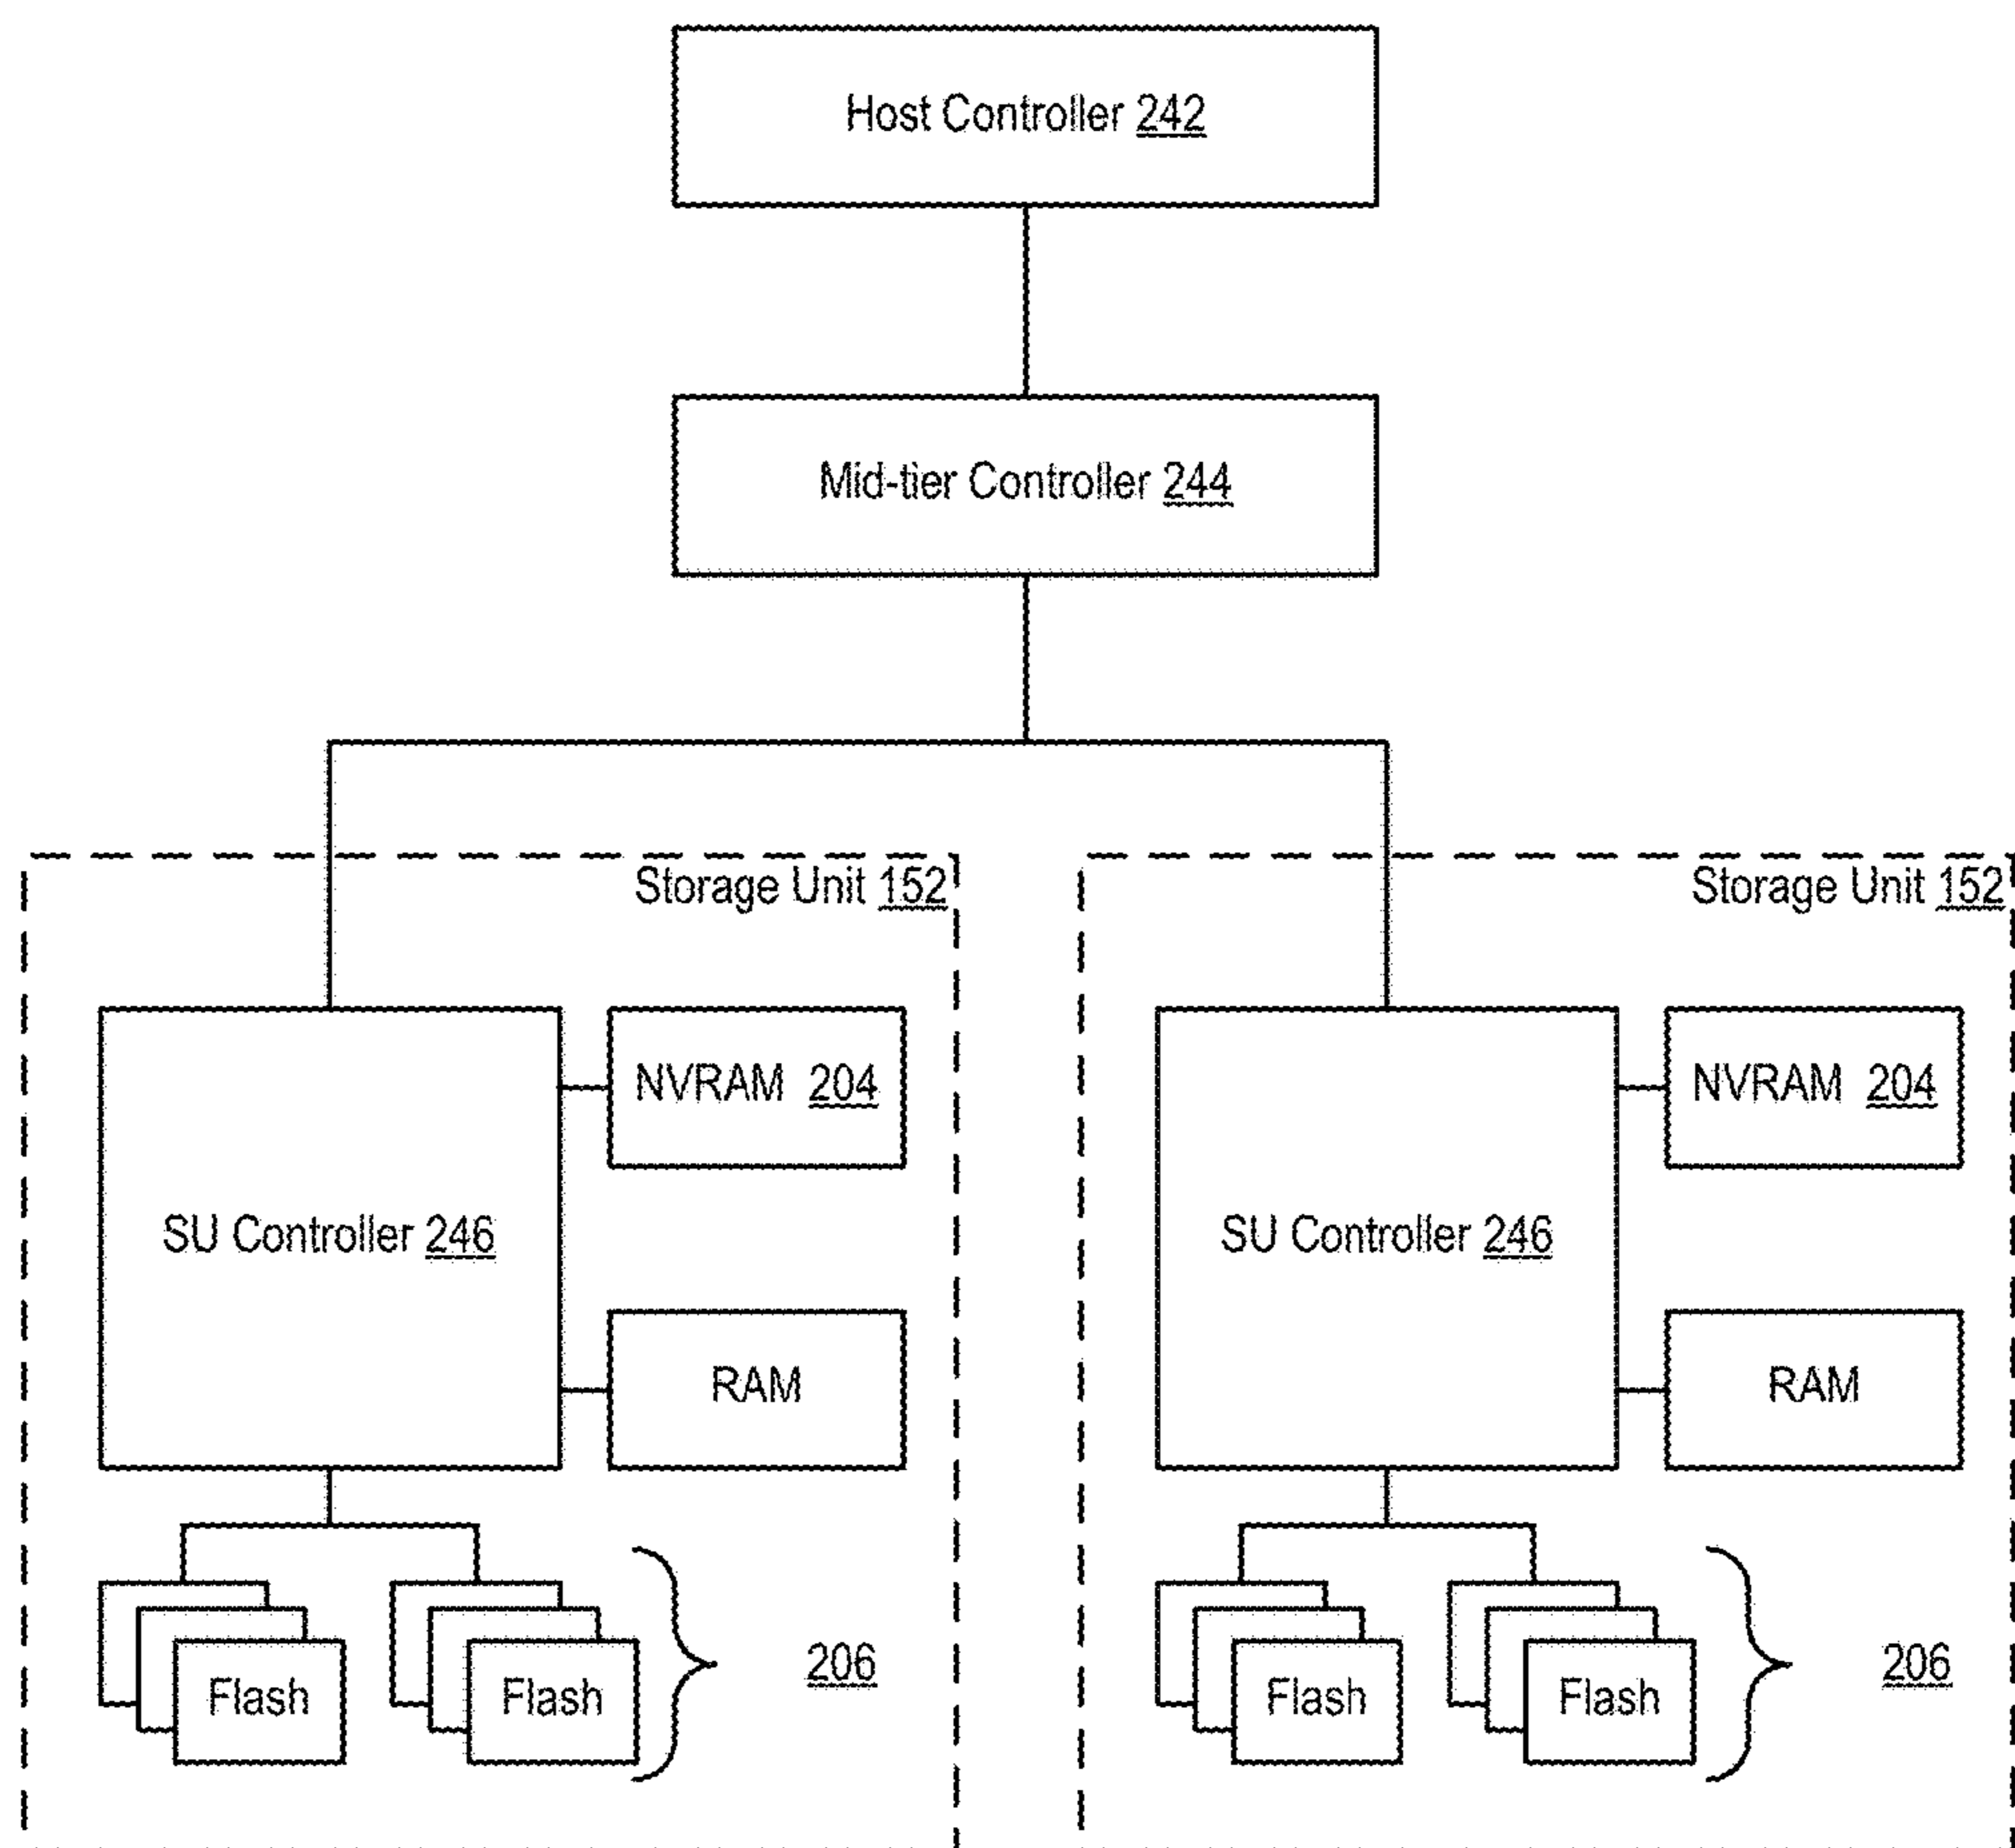 Host Controller 242
Mid-tier Controller 244
Storage Unit 152
Storage Unit 152
NVRAM 204
NVRAM 204
SU Controller 246
SU Controller 246
RAM
RAM
206
206
Flash
Flash
Flash
Flash